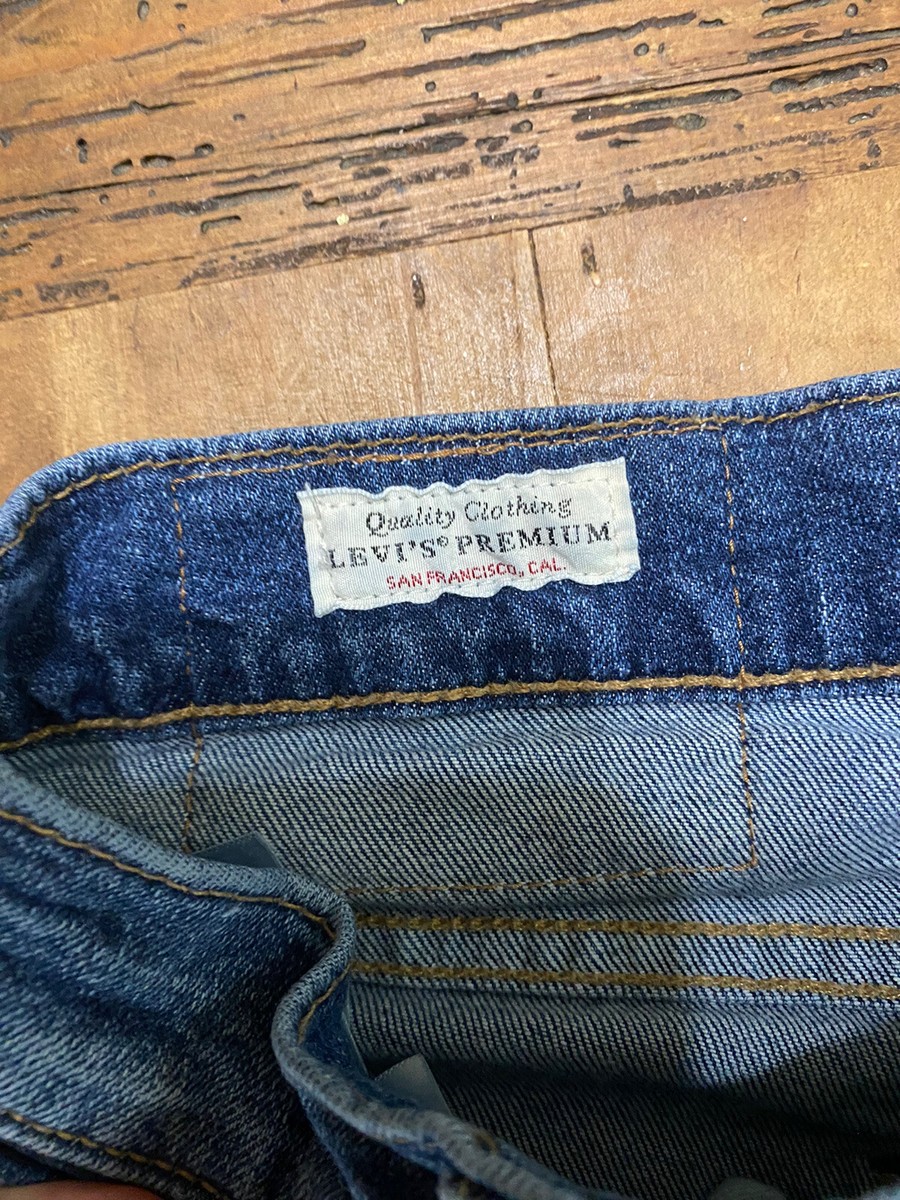 Quality Clothing
LEVI'S® PREMIUM
SAN FRANCISCO, CAL.